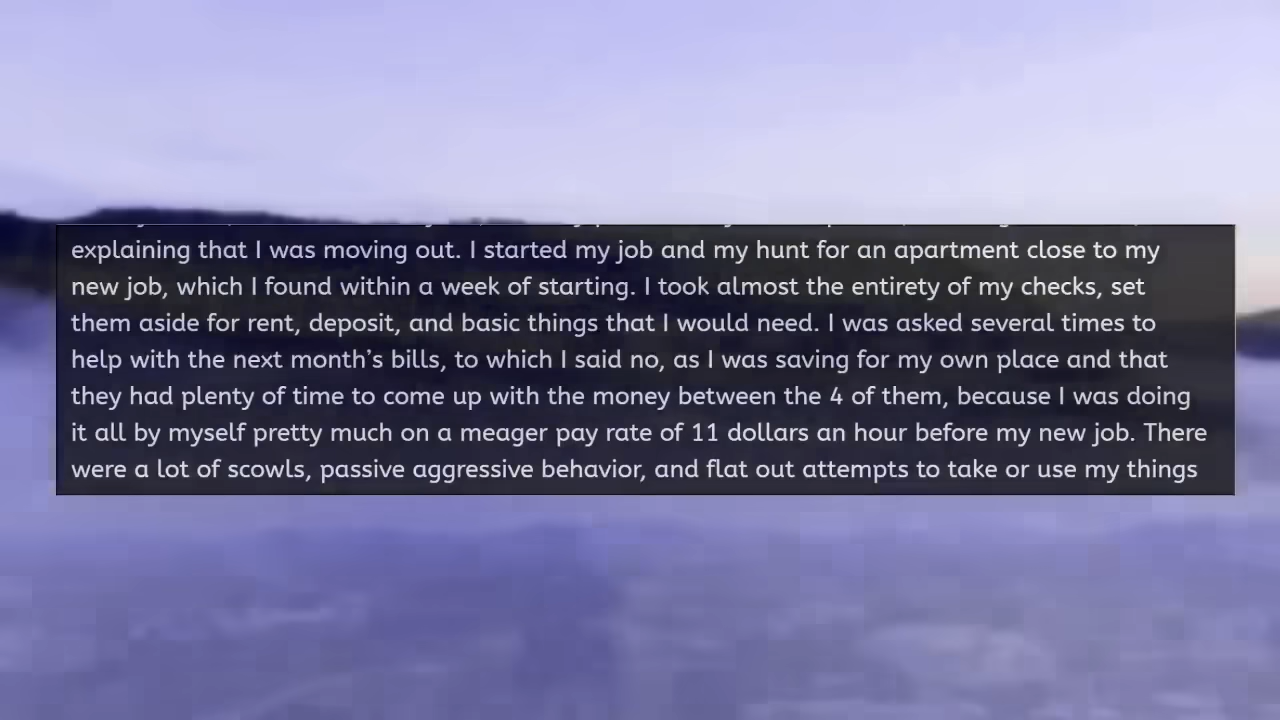 explaining that I was moving out. I started my job and my hunt for an apartment close to my
new job, which I found within a week of starting. I took almost the entirety of my checks, set
them aside for rent, deposit, and basic things that I would need. I was asked several times to
help with the next month’s bills, to which I said no, as I was saving for my own place and that
they had plenty of time to come up with the money between the 4 of them, because I was doing
it all by myself pretty much on a meager pay rate of 11 dollars an hour before my new job. There
were a lot of scowls, passive aggressive behavior, and flat out attempts to take or use my things